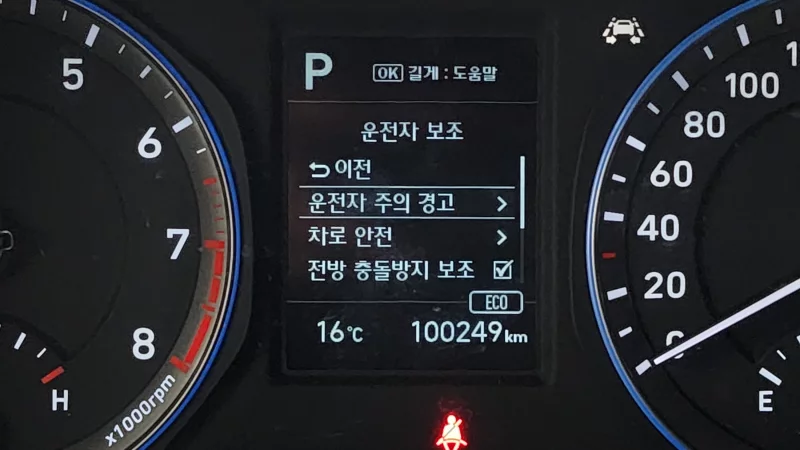 P
OK 길게 : 도움말
운전자 보조
이전
운전자 주의 경고
차로 안전
전방 충돌방지 보조
ECO
16℃ 100249km
5
6
7
8
x1000rpm
H
100
80
60
40
20
0
E